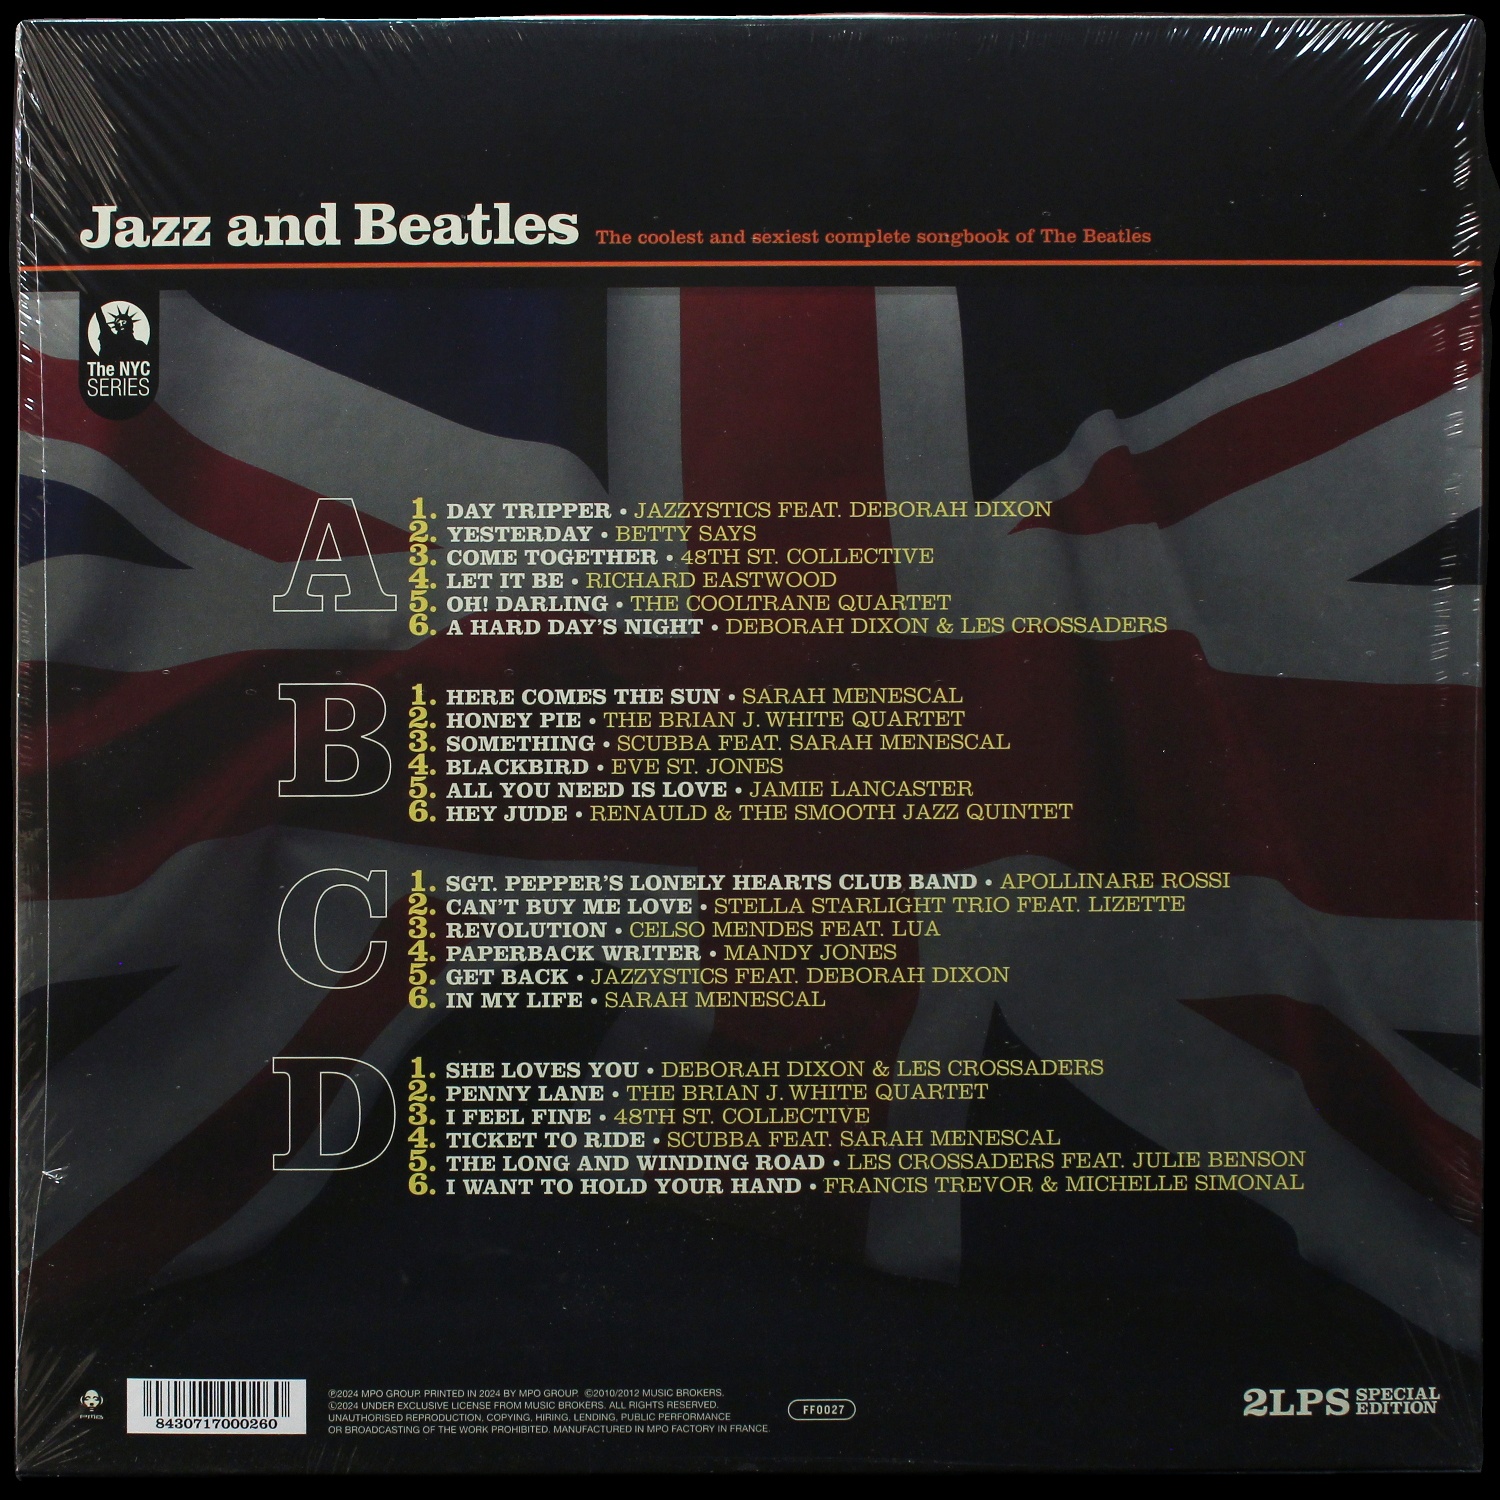 Jazz and Beatles The coolest and sexiest complete songbook of The Beatles
The NYC
SERIES
A
1. DAY TRIPPER • JAZZYSTICS FEAT. DEBORAH DIXON
2. YESTERDAY • BETTY SAYS
3. COME TOGETHER • 48TH ST. COLLECTIVE
4. LET IT BE • RICHARD EASTWOOD
5. OH! DARLING • THE COOLTRANE QUARTET
6. A HARD DAY'S NIGHT • DEBORAH DIXON & LES CROSSADERS
B
1. HERE COMES THE SUN • SARAH MENESCAL
2. HONEY PIE • THE BRIAN J. WHITE QUARTET
3. SOMETHING • SCUBBA FEAT. SARAH MENESCAL
4. BLACKBIRD • EVE ST. JONES
5. ALL YOU NEED IS LOVE • JAMIE LANCASTER
6. HEY JUDE • RENAULD & THE SMOOTH JAZZ QUINTET
C
1. SGT. PEPPER'S LONELY HEARTS CLUB BAND • APOLLINARE ROSSI
2. CAN'T BUY ME LOVE • STELLA STARLIGHT TRIO FEAT. LIZETTE
3. REVOLUTION • CELSO MENDES FEAT. LUA
4. PAPERBACK WRITER • MANDY JONES
5. GET BACK • JAZZYSTICS FEAT. DEBORAH DIXON
6. IN MY LIFE • SARAH MENESCAL
D
1. SHE LOVES YOU • DEBORAH DIXON & LES CROSSADERS
2. PENNY LANE • THE BRIAN J. WHITE QUARTET
3. I FEEL FINE • 48TH ST. COLLECTIVE
4. TICKET TO RIDE • SCUBBA FEAT. SARAH MENESCAL
5. THE LONG AND WINDING ROAD • LES CROSSADERS FEAT. JULIE BENSON
6. I WANT TO HOLD YOUR HAND • FRANCIS TREVOR & MICHELLE SIMONAL
8430717000260
℗2024 MPO GROUP. PRINTED IN 2024 BY MPO GROUP. ©2010/2012 MUSIC BROKERS.
©2024 UNDER EXCLUSIVE LICENSE FROM MUSIC BROKERS. ALL RIGHTS RESERVED.
UNAUTHORISED REPRODUCTION, COPYING, HIRING, LENDING, PUBLIC PERFORMANCE
OR BROADCASTING OF THE WORK PROHIBITED. MANUFACTURED IN MPO FACTORY IN FRANCE.
FF0027
2LPS SPECIAL
EDITION